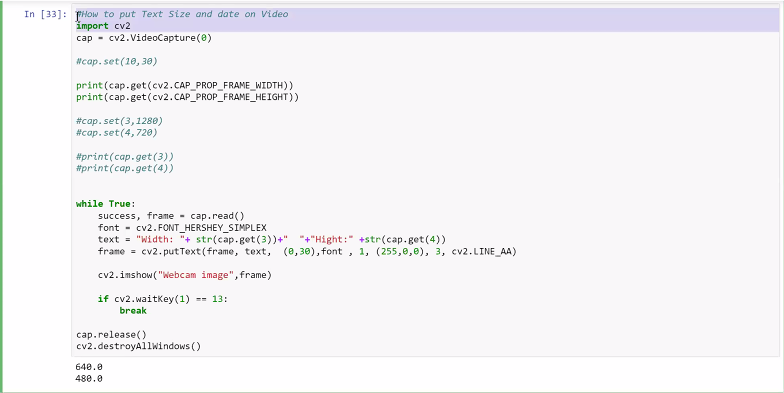 In [33]: #How to put Text Size and date on Video
import cv2
cap = cv2.VideoCapture(0)
#cap.set(10,30)
print(cap.get(cv2.CAP_PROP_FRAME_WIDTH))
print(cap.get(cv2.CAP_PROP_FRAME_HEIGHT))
#cap.set(3,1280)
#cap.set(4,720)
#print(cap.get(3))
#print(cap.get(4))
while True:
    success, frame = cap.read()
    font = cv2.FONT_HERSHEY_SIMPLEX
    text = "Width: "+ str(cap.get(3))+"  "+"Hight:" +str(cap.get(4))
    frame = cv2.putText(frame, text,  (0,30),font , 1, (255,0,0), 3, cv2.LINE_AA)
    cv2.imshow("Webcam image",frame)
    if cv2.waitKey(1) == 13:
        break
cap.release()
cv2.destroyAllWindows()
640.0
480.0